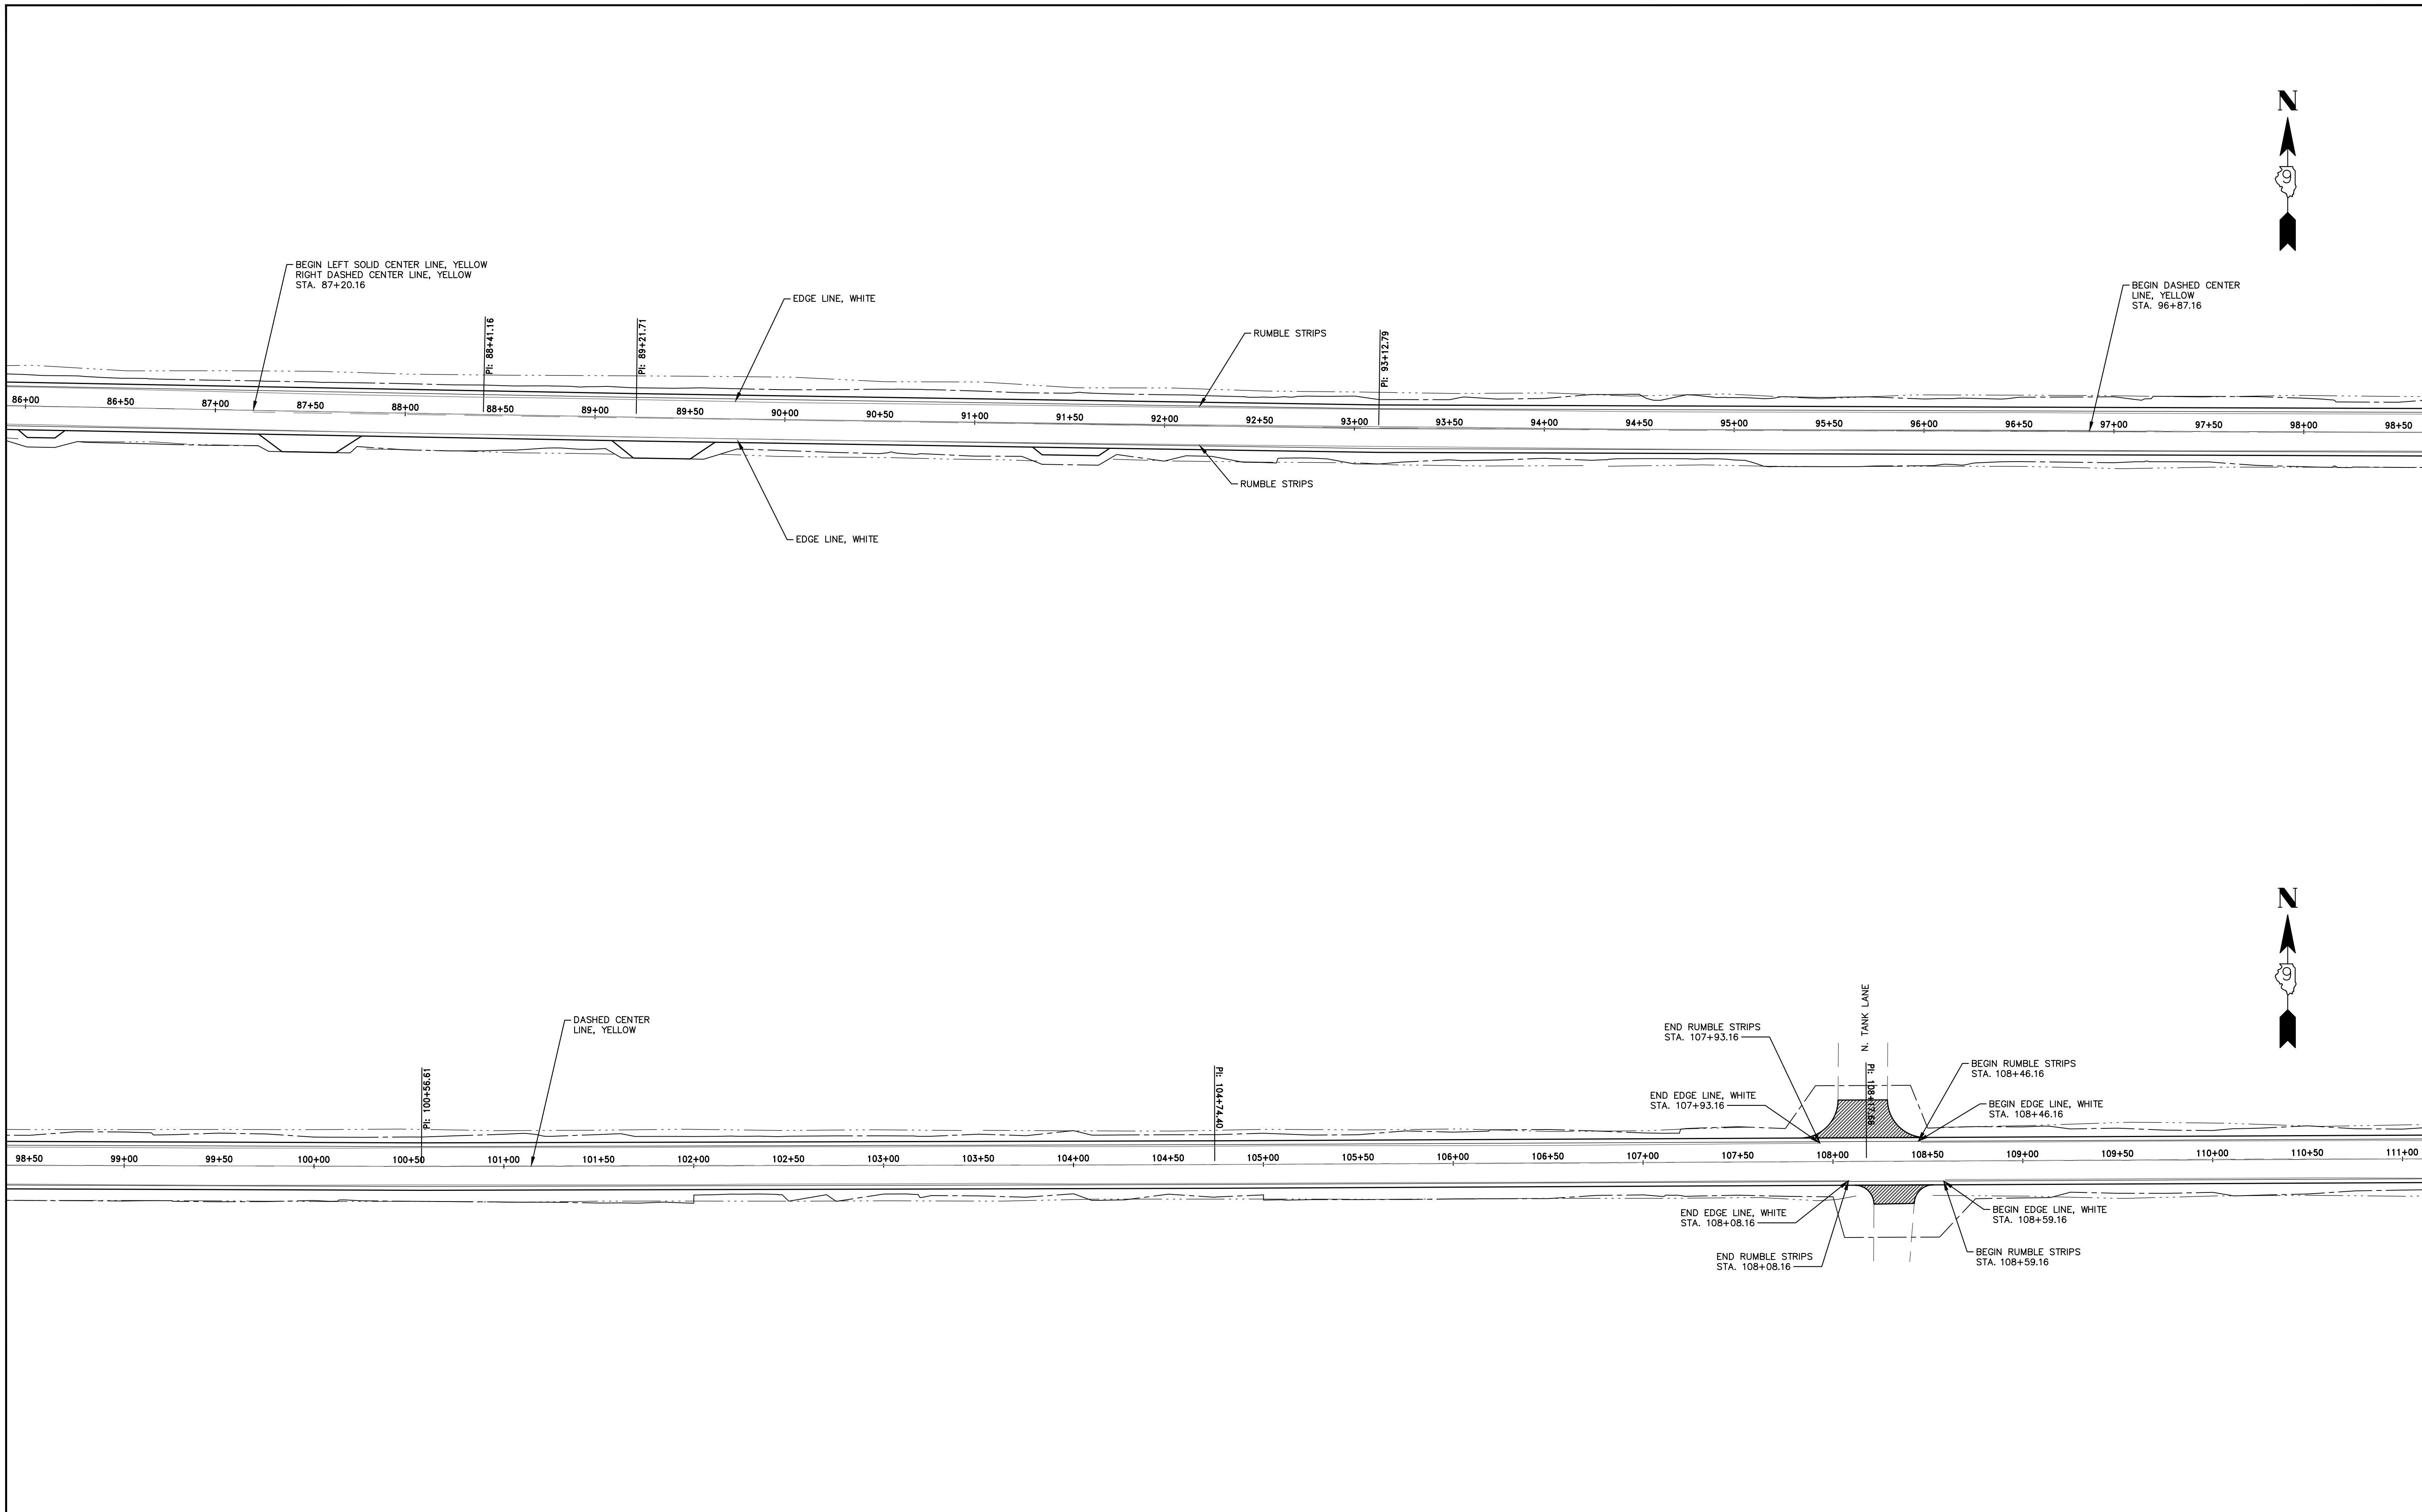 N
9
BEGIN LEFT SOLID CENTER LINE, YELLOW
RIGHT DASHED CENTER LINE, YELLOW
STA. 87+20.16
EDGE LINE, WHITE
RUMBLE STRIPS
BEGIN DASHED CENTER
LINE, YELLOW
STA. 96+87.16
PI: 88+41.16
PI: 89+21.71
PI: 93+12.79
86+00 86+50 87+00 87+50 88+00 88+50 89+00 89+50 90+00 90+50 91+00 91+50 92+00 92+50 93+00 93+50 94+00 94+50 95+00 95+50 96+00 96+50 97+00 97+50 98+00 98+50
RUMBLE STRIPS
EDGE LINE, WHITE
N
9
DASHED CENTER
LINE, YELLOW
PI: 100+56.61
PI: 104+74.40
N. TANK LANE
PI: 108+17.66
END RUMBLE STRIPS
STA. 107+93.16
BEGIN RUMBLE STRIPS
STA. 108+46.16
END EDGE LINE, WHITE
STA. 107+93.16
BEGIN EDGE LINE, WHITE
STA. 108+46.16
98+50 99+00 99+50 100+00 100+50 101+00 101+50 102+00 102+50 103+00 103+50 104+00 104+50 105+00 105+50 106+00 106+50 107+00 107+50 108+00 108+50 109+00 109+50 110+00 110+50 111+00
END EDGE LINE, WHITE
STA. 108+08.16
BEGIN EDGE LINE, WHITE
STA. 108+59.16
END RUMBLE STRIPS
STA. 108+08.16
BEGIN RUMBLE STRIPS
STA. 108+59.16